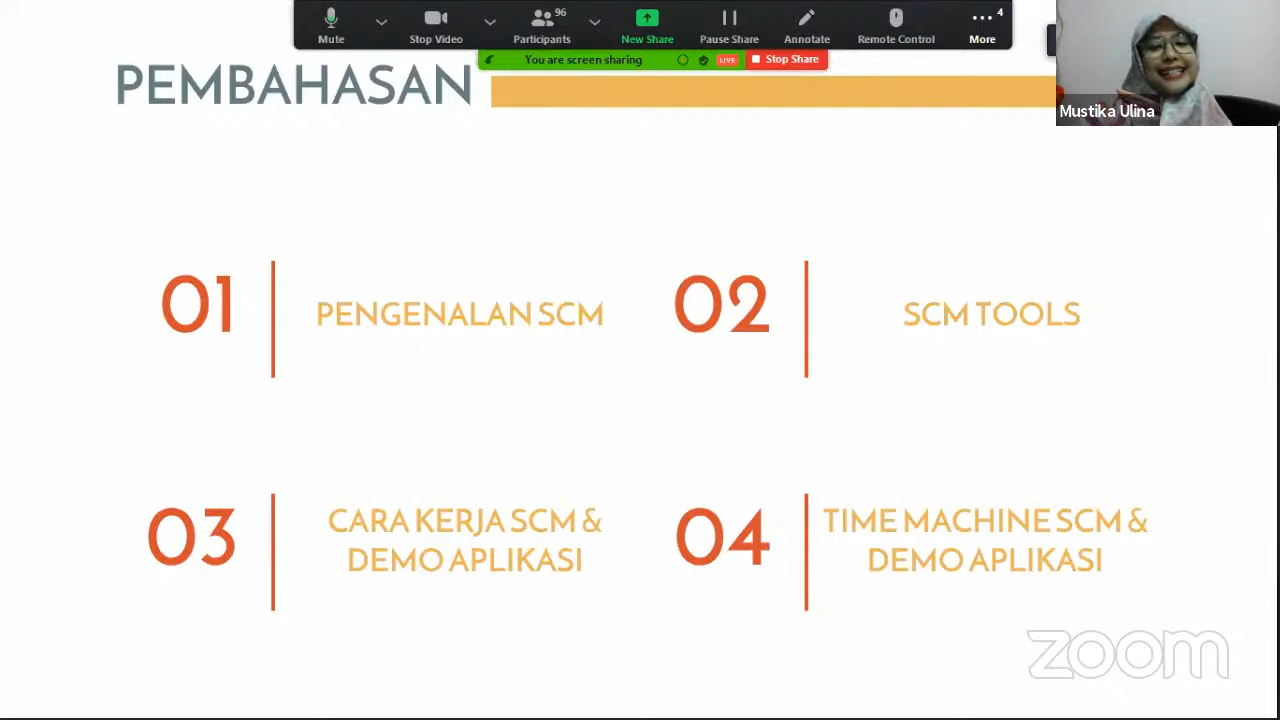 96
4
Mute
Stop Video
Participants
New Share
Pause Share
Annotate
Remote Control
More
You are screen sharing
LIVE
Stop Share
PEMBAHASAN
Mustika Ulina
01
PENGENALAN SCM
02
SCM TOOLS
03
CARA KERJA SCM &
DEMO APLIKASI
04
TIME MACHINE SCM &
DEMO APLIKASI
zoom